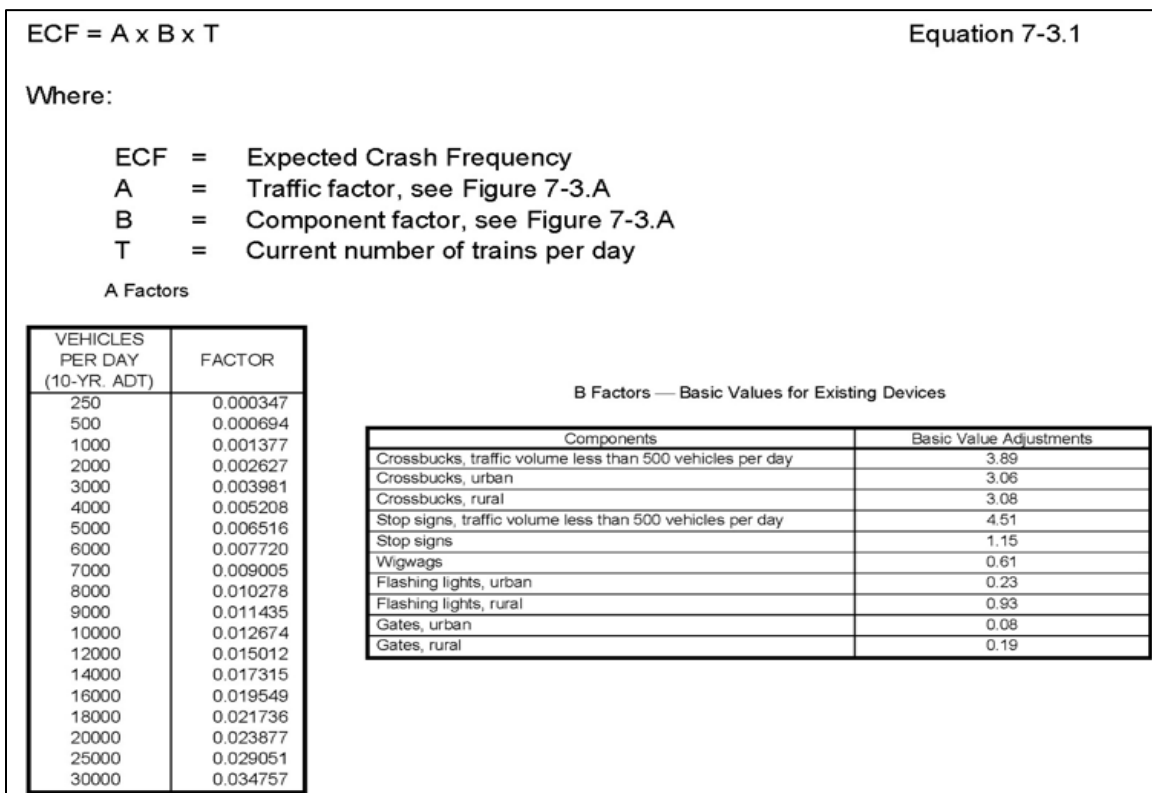 ECF = A x B x T Equation 7-3.1
Where:
ECF = Expected Crash Frequency
A = Traffic factor, see Figure 7-3.A
B = Component factor, see Figure 7-3.A
T = Current number of trains per day
A Factors
VEHICLES
PER DAY
(10-YR. ADT)
FACTOR
250 0.000347
500 0.000694
1000 0.001377
2000 0.002627
3000 0.003981
4000 0.005208
5000 0.006516
6000 0.007720
7000 0.009005
8000 0.010278
9000 0.011435
10000 0.012674
12000 0.015012
14000 0.017315
16000 0.019549
18000 0.021736
20000 0.023877
25000 0.029051
30000 0.034757
B Factors — Basic Values for Existing Devices
Components Basic Value Adjustments
Crossbucks, traffic volume less than 500 vehicles per day 3.89
Crossbucks, urban 3.06
Crossbucks, rural 3.08
Stop signs, traffic volume less than 500 vehicles per day 4.51
Stop signs 1.15
Wigwags 0.61
Flashing lights, urban 0.23
Flashing lights, rural 0.93
Gates, urban 0.08
Gates, rural 0.19